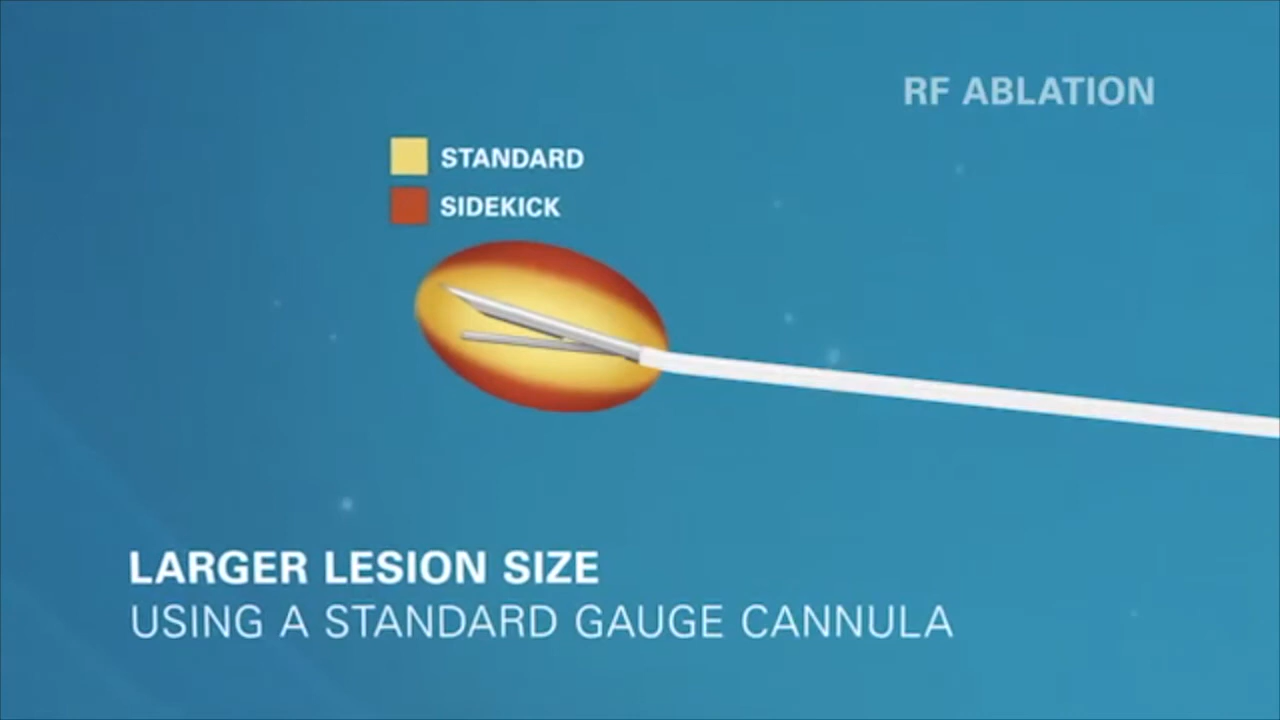 RF ABLATION
STANDARD
SIDEKICK
LARGER LESION SIZE
USING A STANDARD GAUGE CANNULA